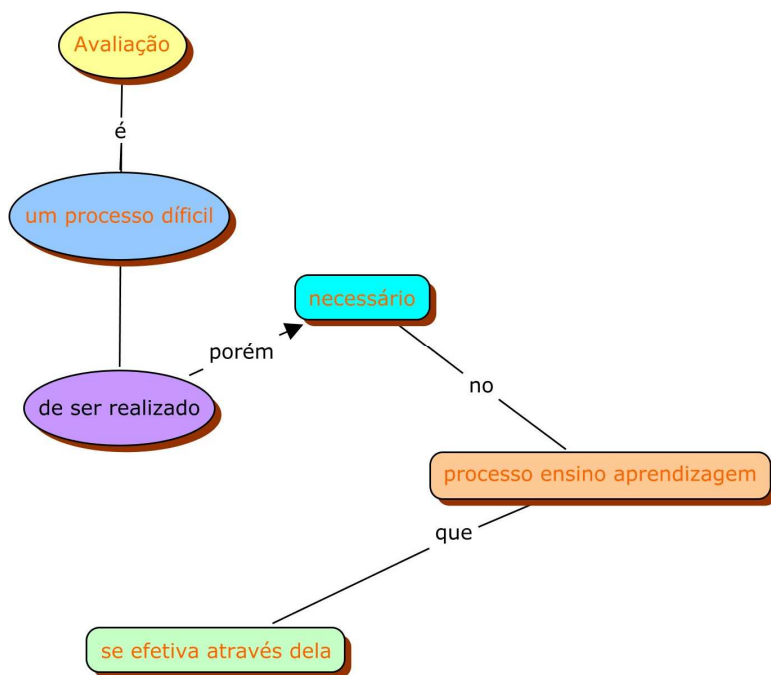 Avaliação
é
um processo díficil
de ser realizado
porém
necessário
no
processo ensino aprendizagem
que
se efetiva através dela